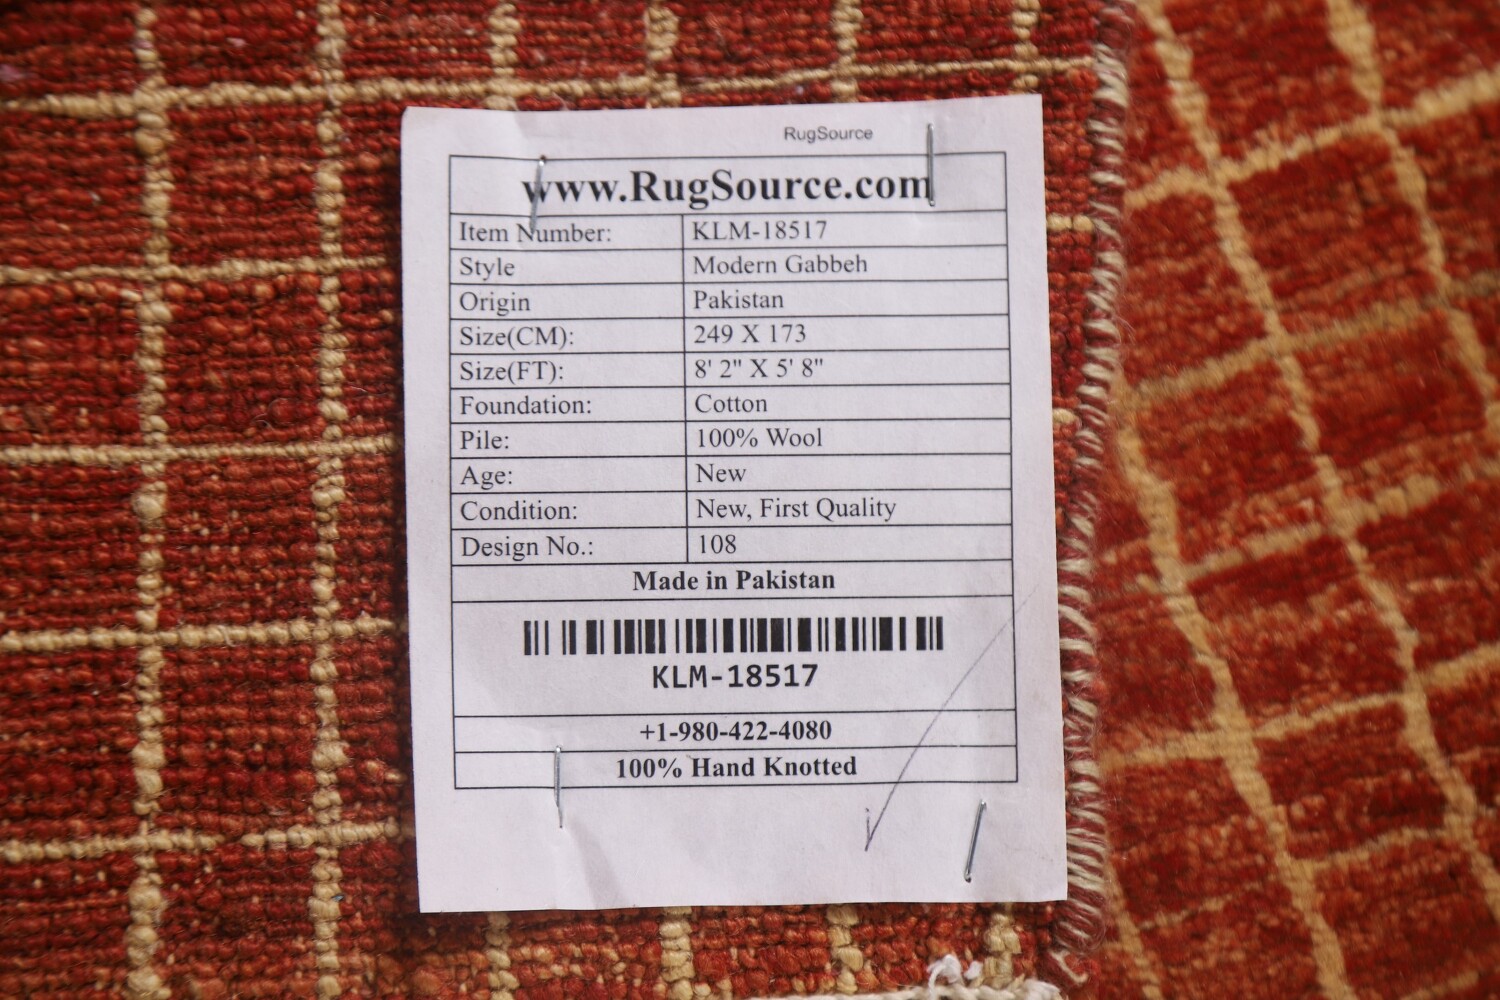 RugSource
www.RugSource.com
Item Number: KLM-18517
Style Modern Gabbeh
Origin Pakistan
Size(CM): 249 X 173
Size(FT): 8' 2" X 5' 8"
Foundation: Cotton
Pile: 100% Wool
Age: New
Condition: New, First Quality
Design No.: 108
Made in Pakistan
KLM-18517
+1-980-422-4080
100% Hand Knotted